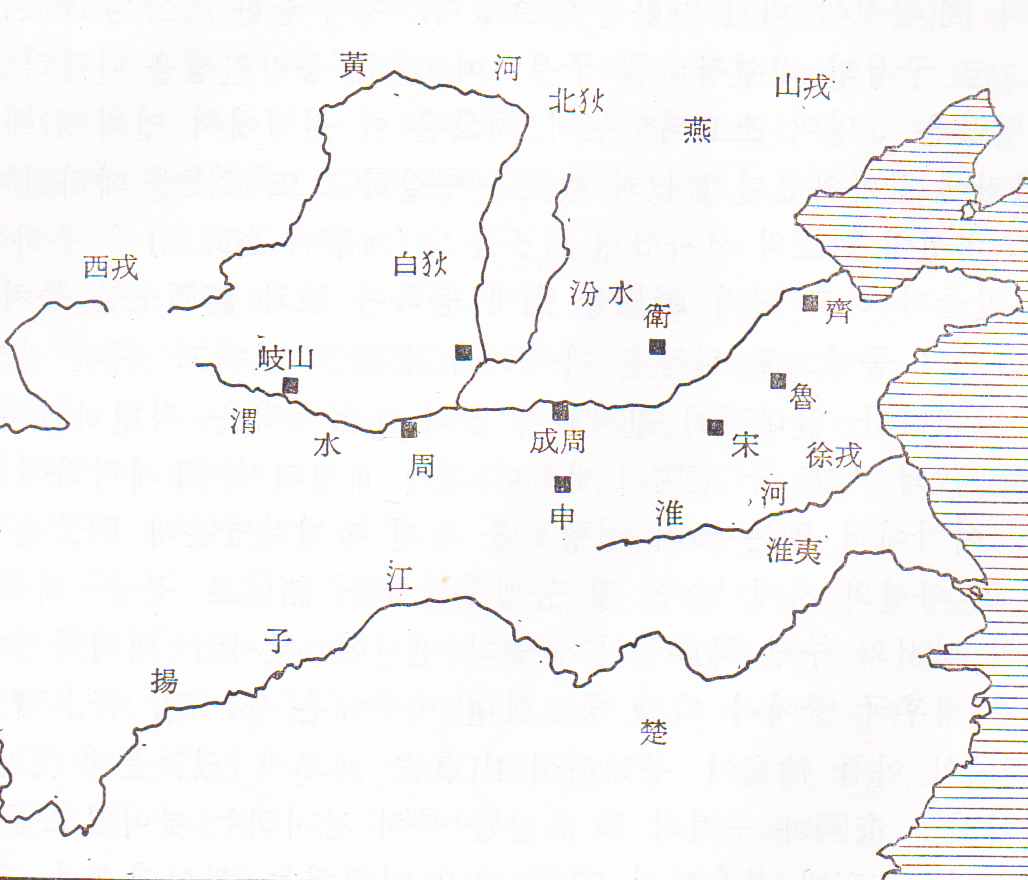 黃 河
北狄
山戎
燕
西戎
白狄
汾水
衛
齊
岐山
魯
渭水
周
成周
宋
徐戎
申
淮河
淮夷
揚子江
楚